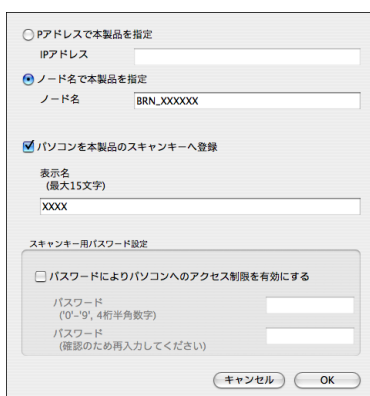 Pアドレスで本製品を指定
IPアドレス
ノード名で本製品を指定
ノード名
BRN_XXXXXX
パソコンを本製品のスキャンキーへ登録
表示名
(最大15文字)
XXXX
スキャンキー用パスワード設定
パスワードによりパソコンへのアクセス制限を有効にする
パスワード
('0'-'9', 4桁半角数字)
パスワード
(確認のため再入力してください)
キャンセル
OK